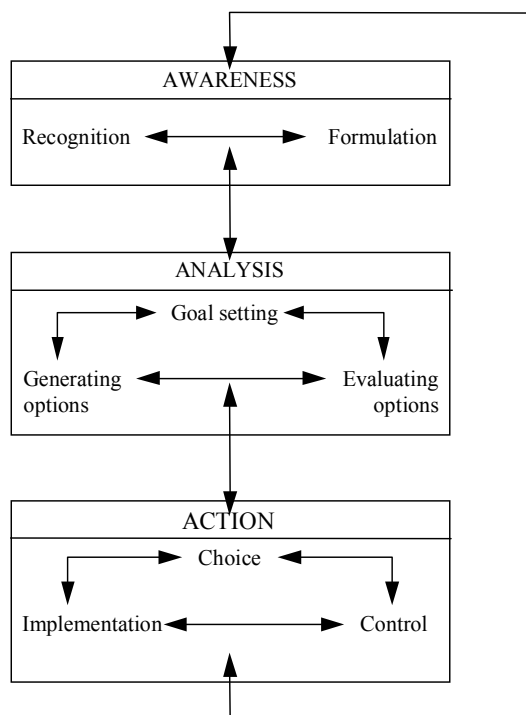 AWARENESS
Recognition Formulation
ANALYSIS
Goal setting
Generating Evaluating
options options
ACTION
Choice
Implementation Control